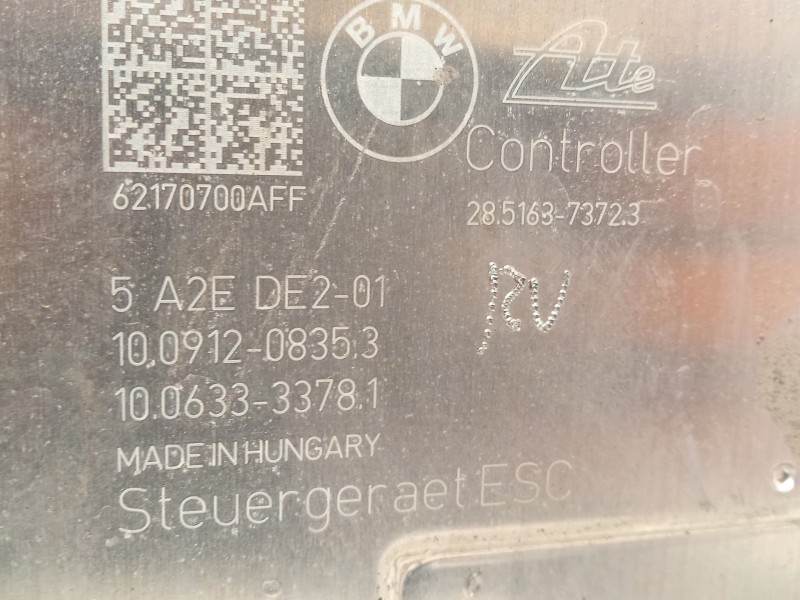 BMW
Ate
Controller
62170700AFF
28.5163-7372.3
5 A2E DE2-01
10.0912-0835.3
10.0633-3378.1
MADE IN HUNGARY
Steuergeraet ESC